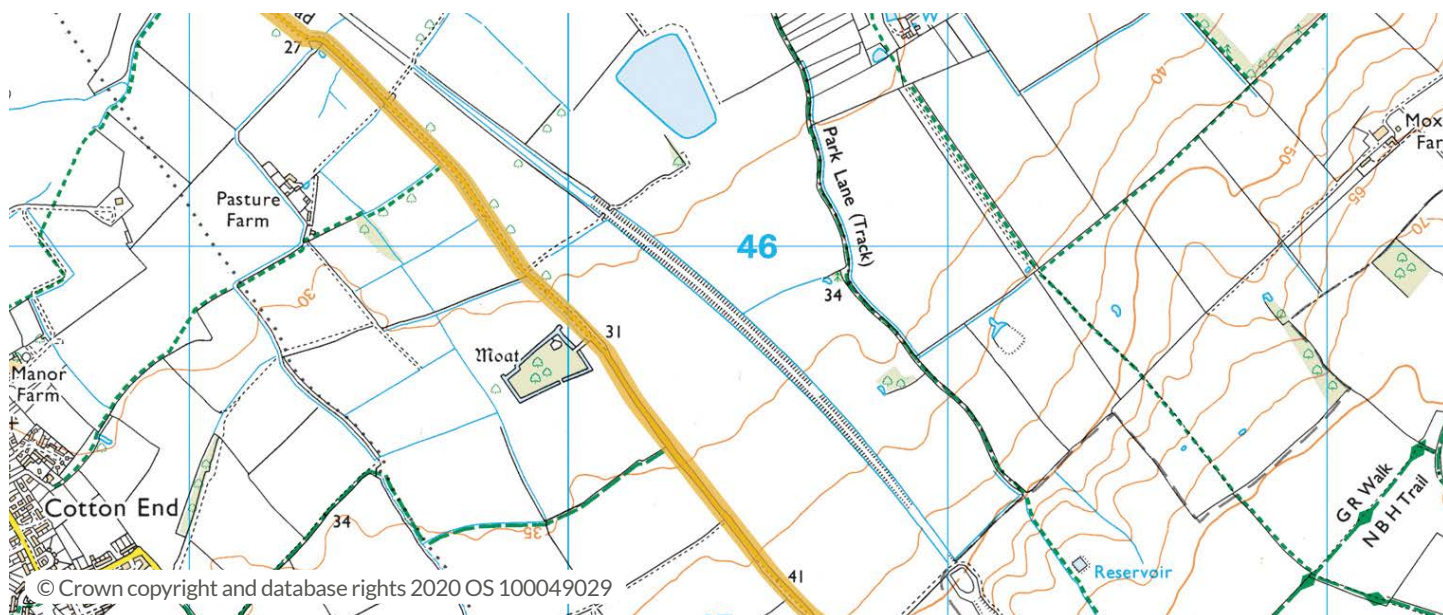 27
W
40
50
Mox
Far
65
70
Park Lane (Track)
Pasture
Farm
46
30
34
31
Moat
Manor
Farm
Cotton End
34
35
G R Walk
N B H Trail
Reservoir
41
© Crown copyright and database rights 2020 OS 100049029